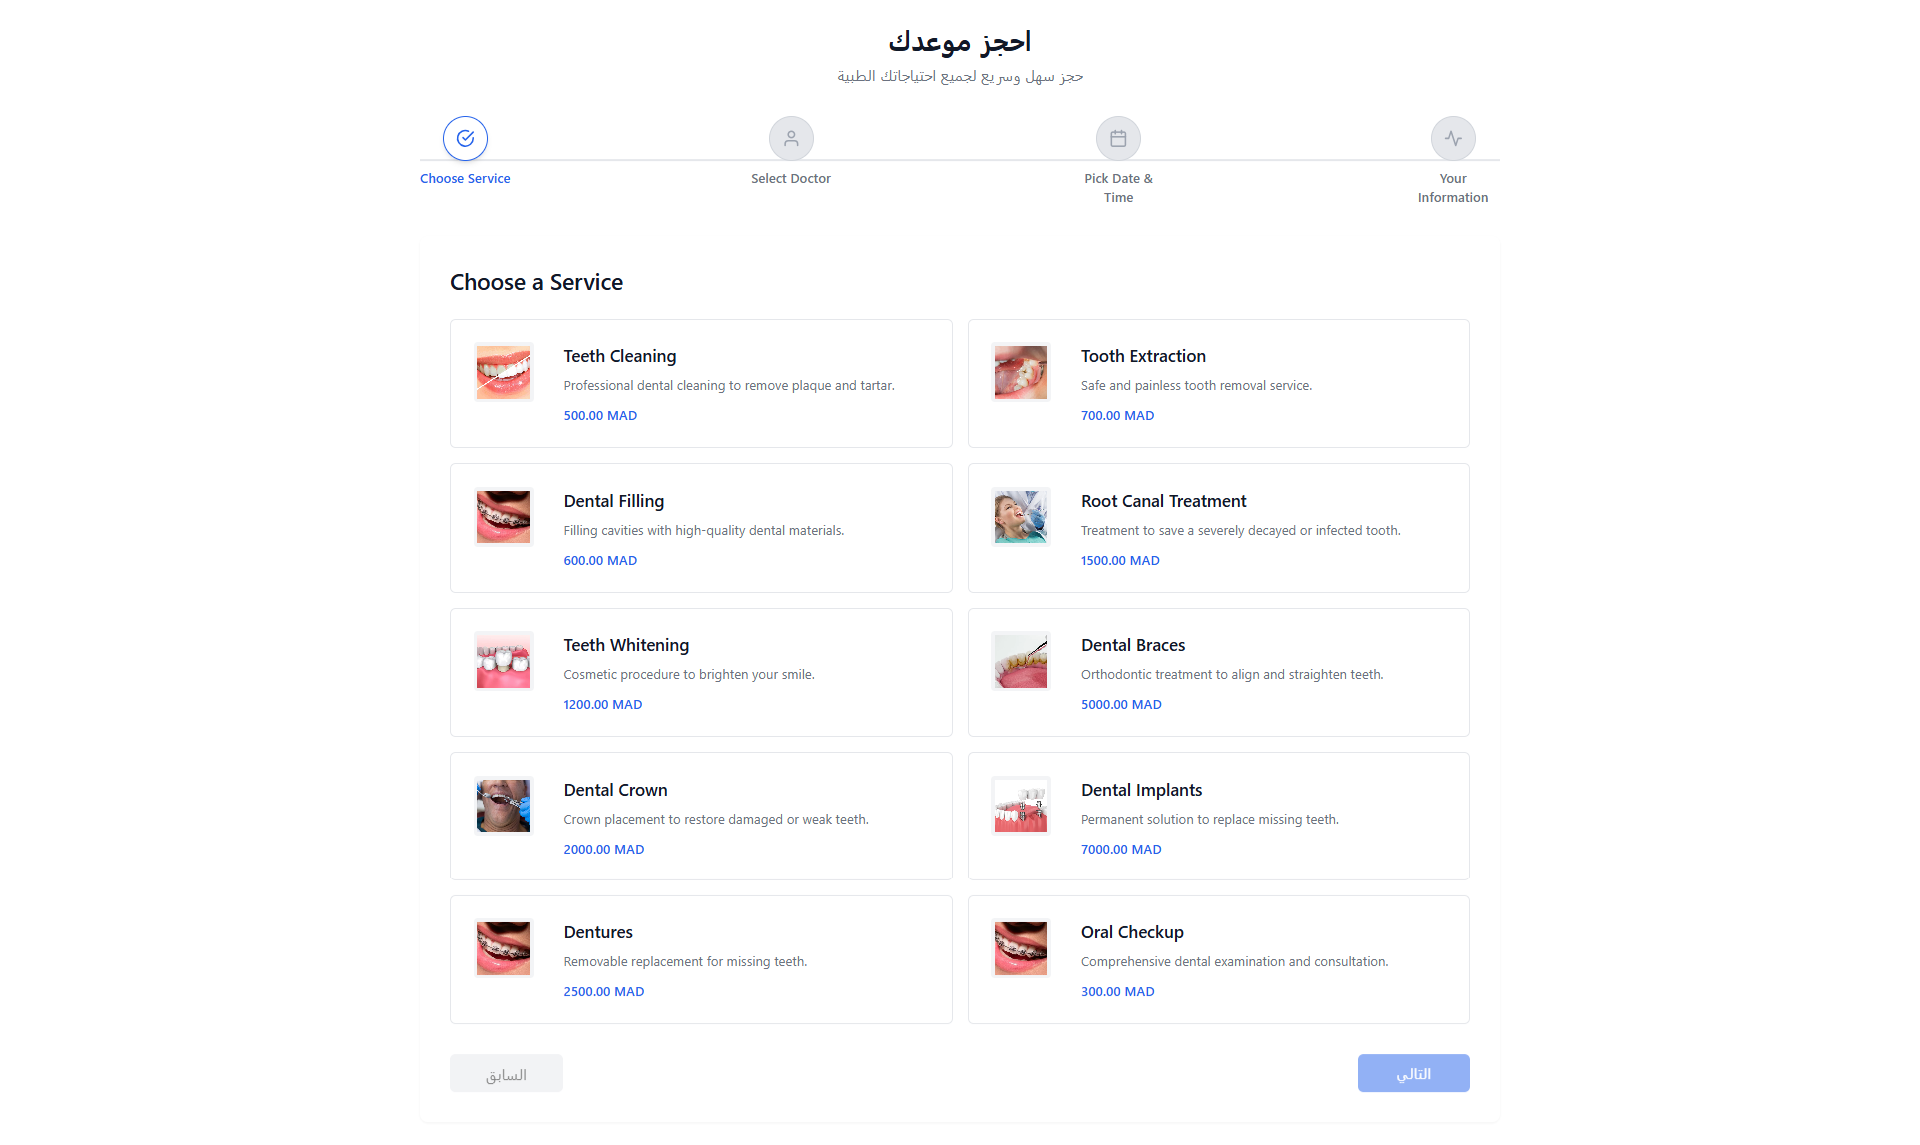 احجز موعدك
حجز سهل وسريع لجميع احتياجاتك الطبية
Choose Service
Select Doctor
Pick Date &
Time
Your
Information
Choose a Service
Teeth Cleaning
Professional dental cleaning to remove plaque and tartar.
500.00 MAD
Tooth Extraction
Safe and painless tooth removal service.
700.00 MAD
Dental Filling
Filling cavities with high-quality dental materials.
600.00 MAD
Root Canal Treatment
Treatment to save a severely decayed or infected tooth.
1500.00 MAD
Teeth Whitening
Cosmetic procedure to brighten your smile.
1200.00 MAD
Dental Braces
Orthodontic treatment to align and straighten teeth.
5000.00 MAD
Dental Crown
Crown placement to restore damaged or weak teeth.
2000.00 MAD
Dental Implants
Permanent solution to replace missing teeth.
7000.00 MAD
Dentures
Removable replacement for missing teeth.
2500.00 MAD
Oral Checkup
Comprehensive dental examination and consultation.
300.00 MAD
السابق
التالي